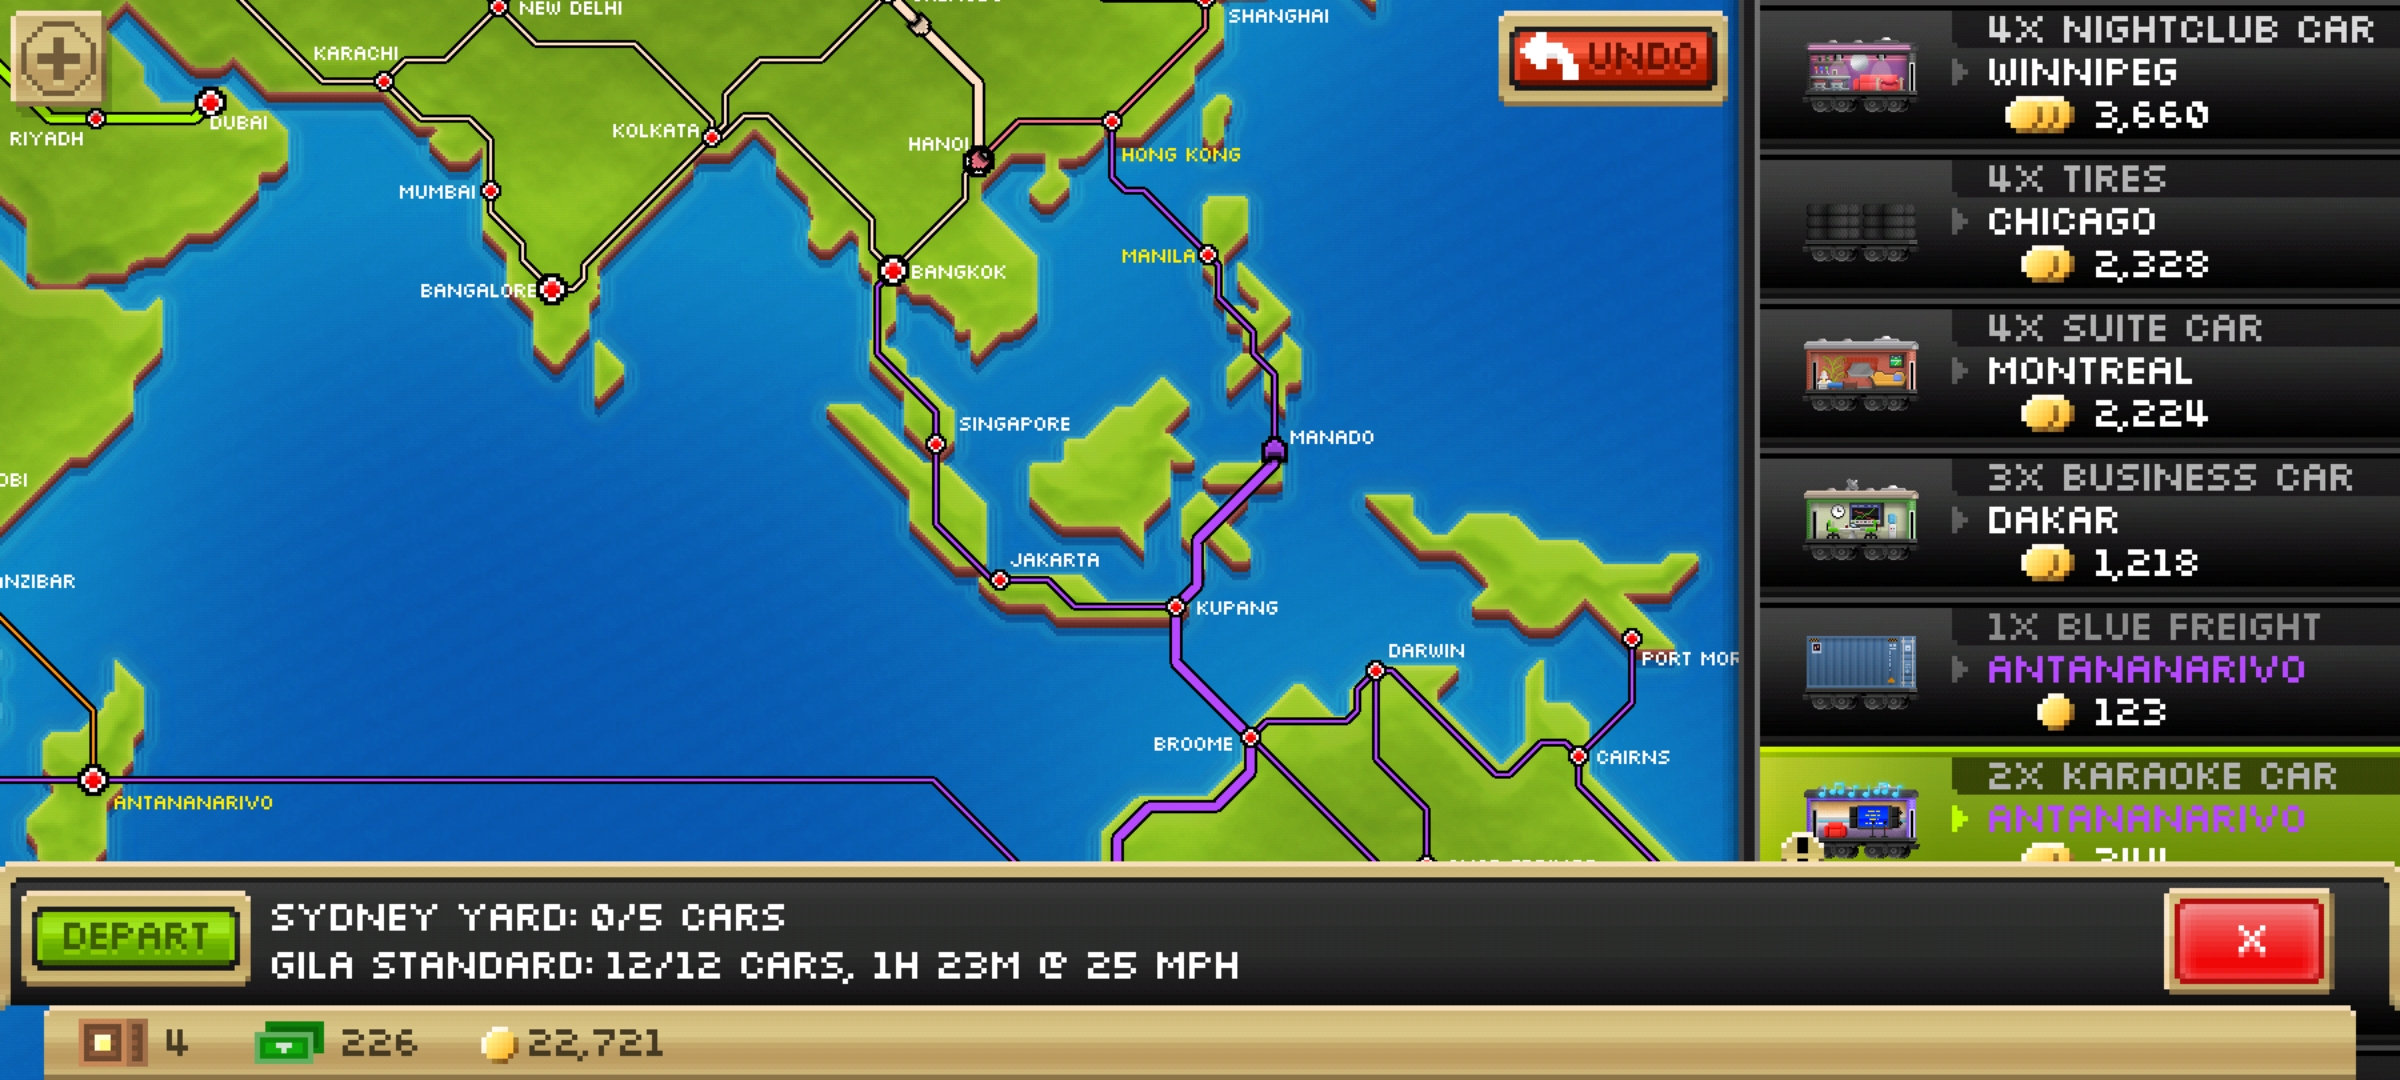 NEW DELHI
SHANGHAI
KARACHI
UNDO
DUBAI
RIYADH
KOLKATA
HANOI
HONG KONG
MUMBAI
MANILA
BANGKOK
BANGALORE
SINGAPORE
MANADO
JAKARTA
KUPANG
DARWIN
PORT MOR
BROOME
CAIRNS
ANTANANARIVO
OBI
NZIBAR
4X NIGHTCLUB CAR
WINNIPEG
3,660
4X TIRES
CHICAGO
2,328
4X SUITE CAR
MONTREAL
2,224
3X BUSINESS CAR
DAKAR
1,218
1X BLUE FREIGHT
ANTANANARIVO
123
2X KARAOKE CAR
ANTANANARIVO
DEPART
SYDNEY YARD: 0/5 CARS
GILA STANDARD: 12/12 CARS, 1H 23M @ 25 MPH
X
4
226
22,721